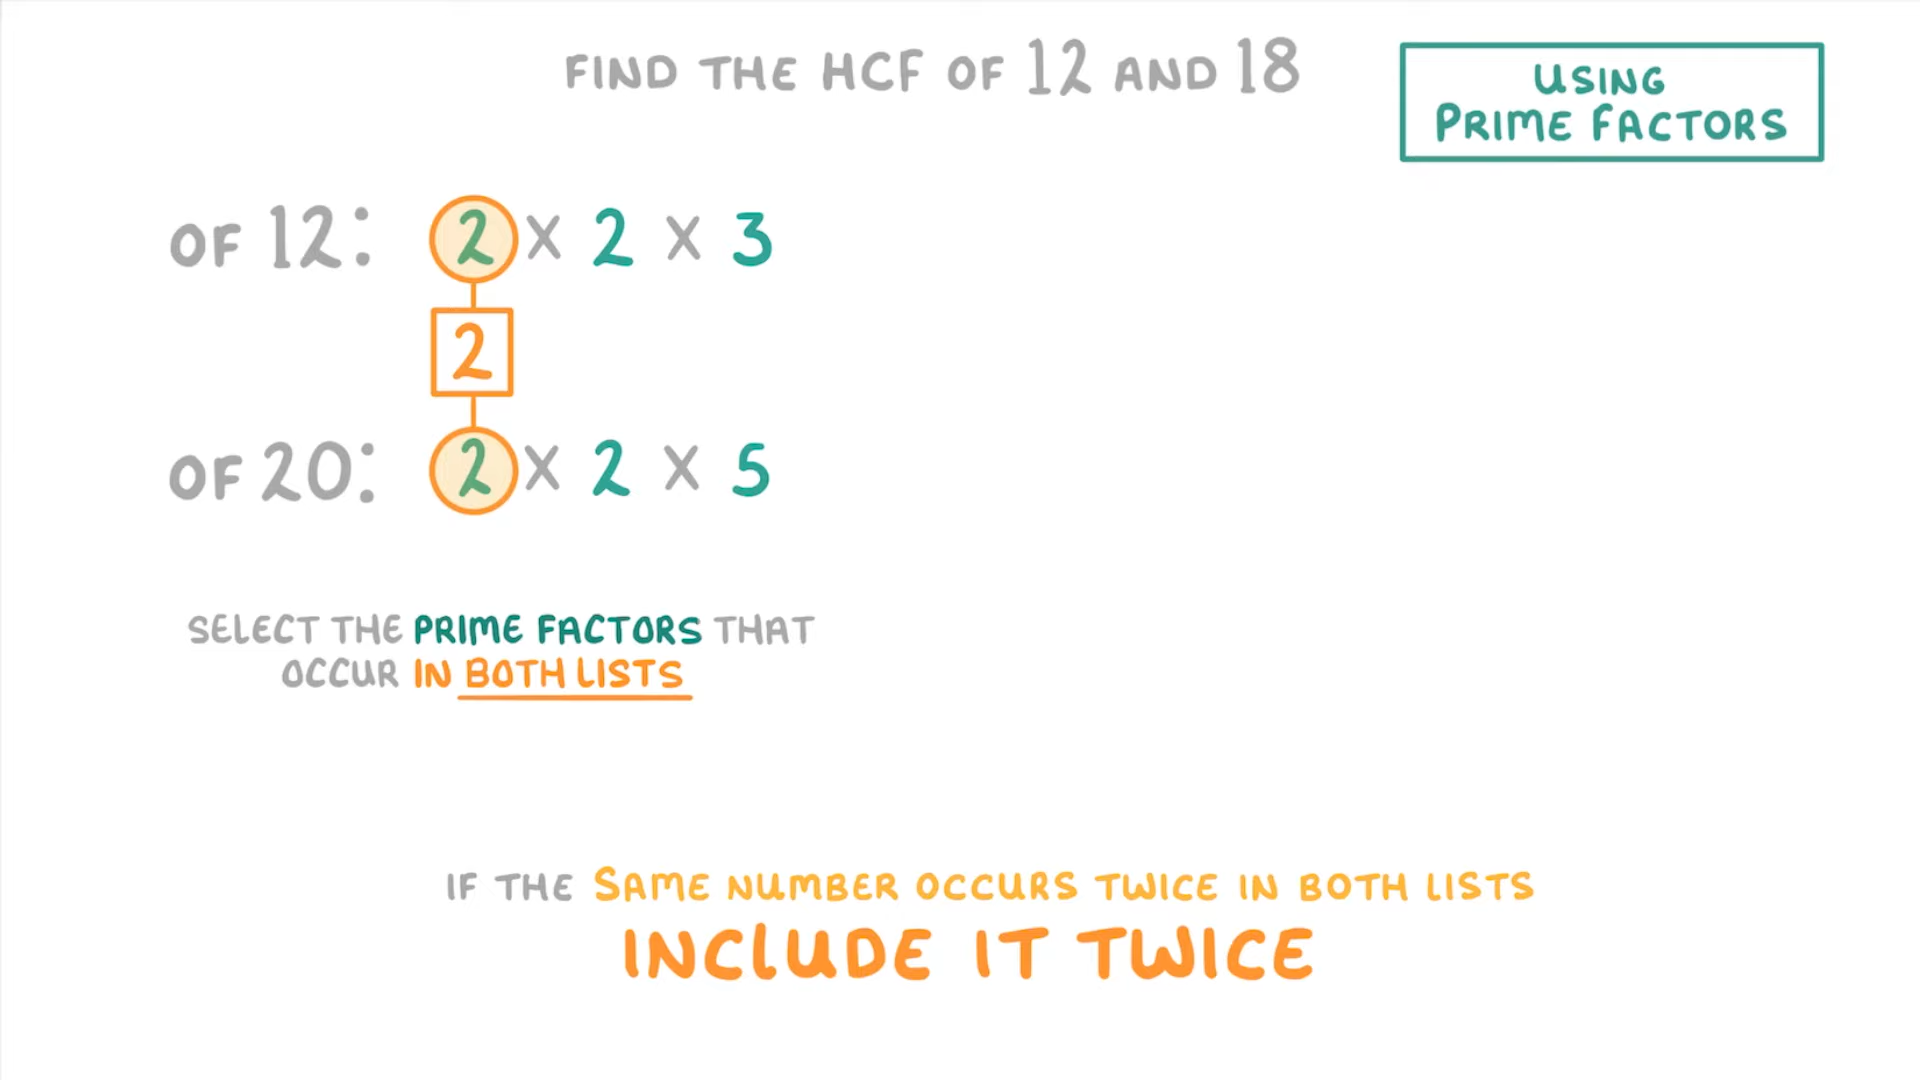 FIND THE HCF OF 12 AND 18
USING
PRIME FACTORS
OF 12: 2 X 2 X 3
2
OF 20: 2 X 2 X 5
SELECT THE PRIME FACTORS THAT
OCCUR IN BOTH LISTS
IF THE SAME NUMBER OCCURS TWICE IN BOTH LISTS
INCLUDE IT TWICE